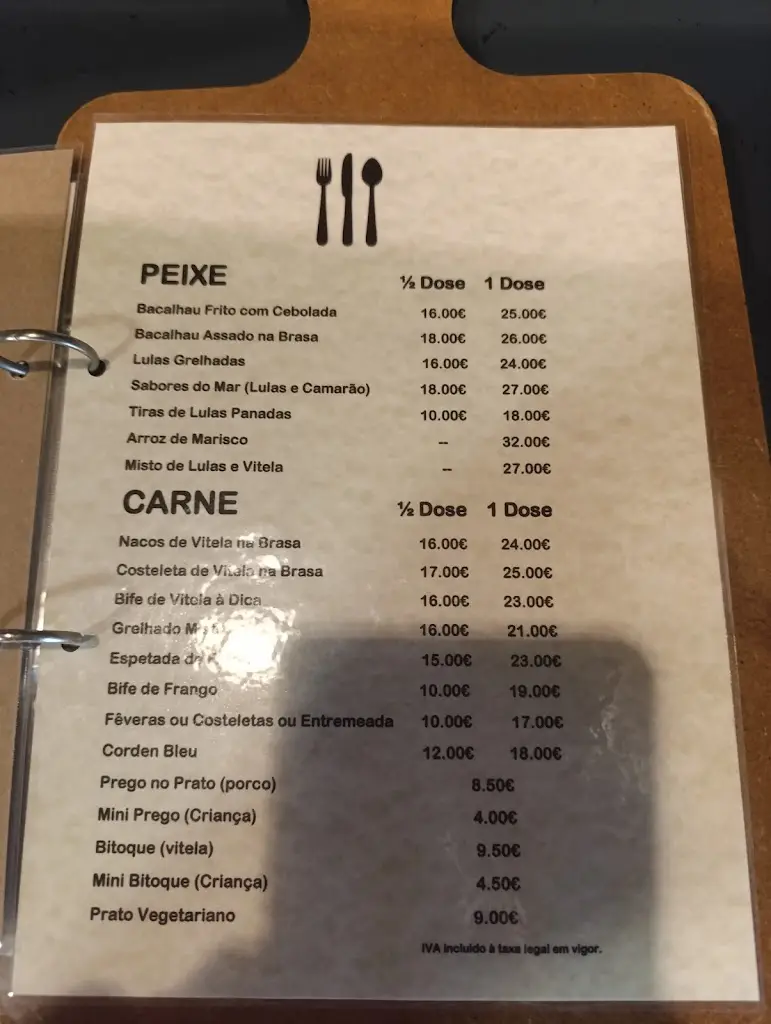 PEIXE ½ Dose 1 Dose
Bacalhau Frito com Cebolada 16.00€ 25.00€
Bacalhau Assado na Brasa 18.00€ 26.00€
Lulas Grelhadas 16.00€ 24.00€
Sabores do Mar (Lulas e Camarão) 18.00€ 27.00€
Tiras de Lulas Panadas 10.00€ 18.00€
Arroz de Marisco -- 32.00€
Misto de Lulas e Vitela -- 27.00€
CARNE ½ Dose 1 Dose
Nacos de Vitela na Brasa 16.00€ 24.00€
Costeleta de Vitela na Brasa 17.00€ 25.00€
Bife de Vitela à Dica 16.00€ 23.00€
Grelhado 16.00€ 21.00€
Espetada de 15.00€ 23.00€
Bife de Frango 10.00€ 19.00€
Fêveras ou Costeletas ou Entremeada 10.00€ 17.00€
Corden Bleu 12.00€ 18.00€
Prego no Prato (porco) 8.50€
Mini Prego (Criança) 4.00€
Bitoque (vitela) 9.50€
Mini Bitoque (Criança) 4.50€
Prato Vegetariano 9.00€
IVA incluido à taxa legal em vigor.